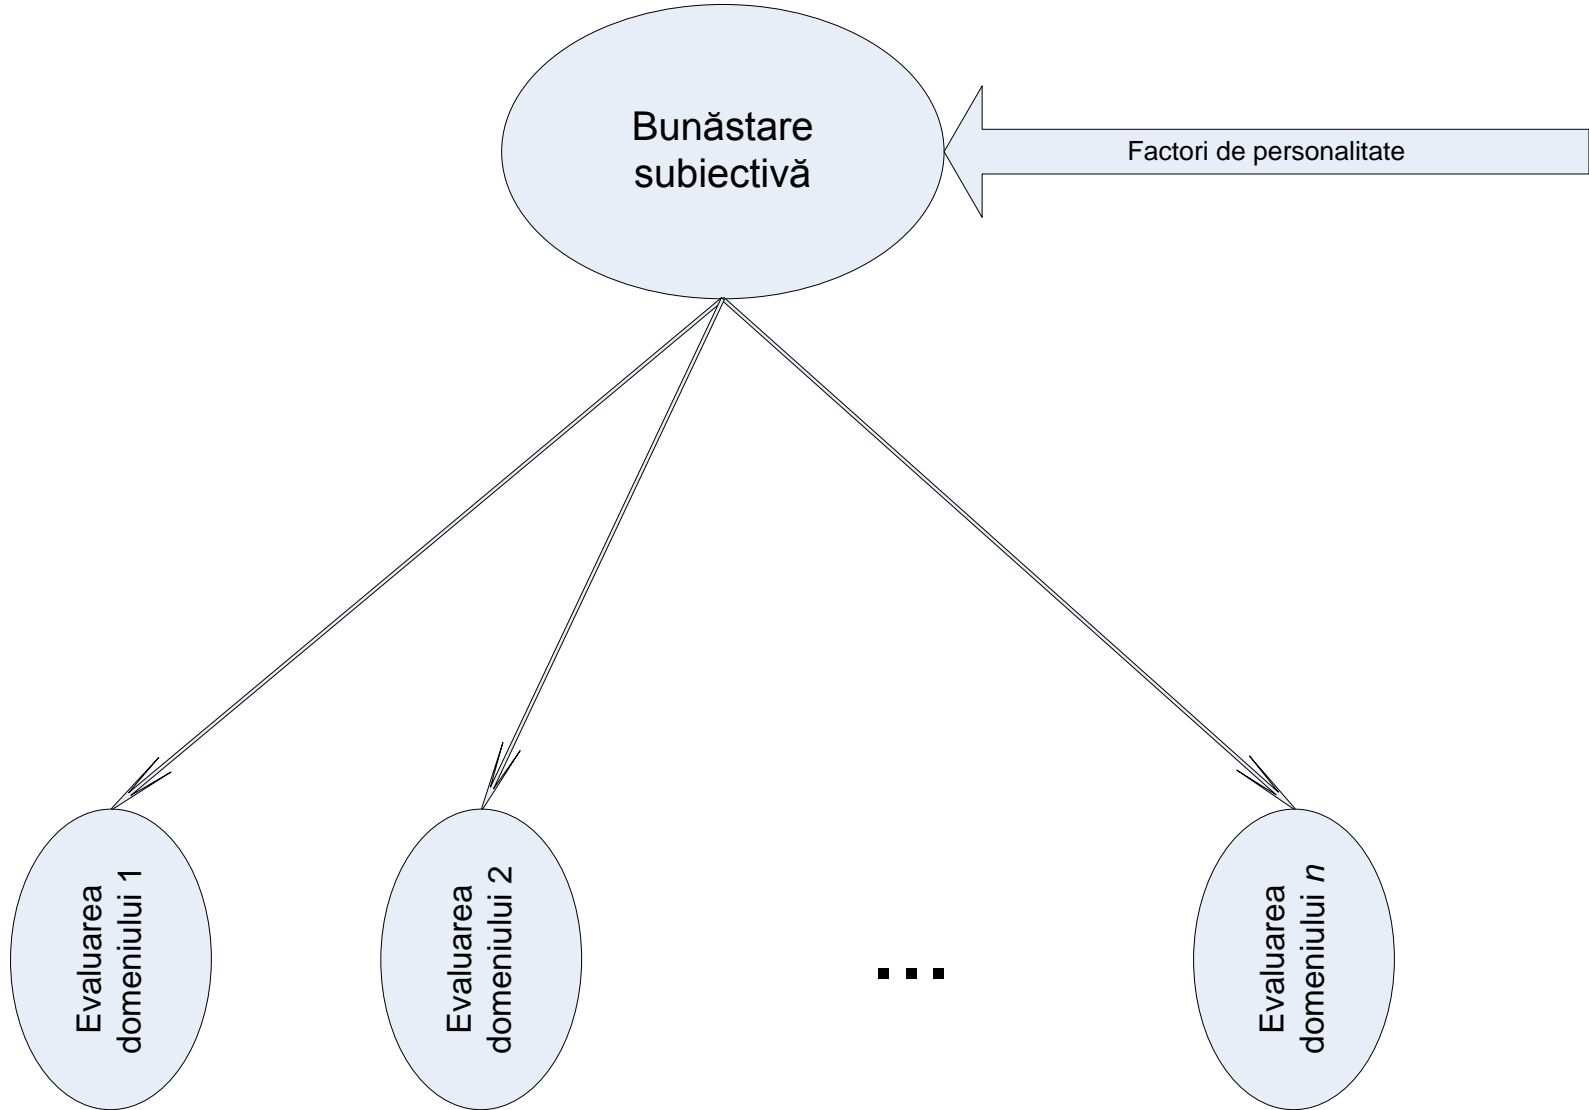 Bunăstare
subiectivă
Factori de personalitate
Evaluarea
domeniului 1
Evaluarea
domeniului 2
...
Evaluarea
domeniului n